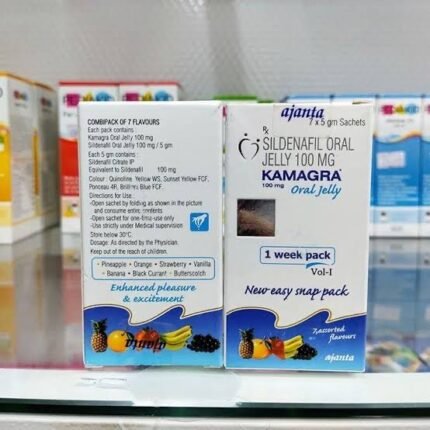 COMBIPACK OF 7 FLAVOURS
Each pack contains :
Kamagra Oral Jelly 100 mg
Sildenafil Oral Jelly 100 mg / 5 gm
Each 5 gm contains :
Sildenafil Citrate IP
Equivalent to Sildenafil 100 mg
Colour : Quinoline Yellow WS, Sunset Yellow FCF,
Ponceau 4R, Brilliant Blue FCF.
Directions for Use :
-Open sachet by folding as shown in the picture
and consume entire contents
-Open sachet for one-time use only
-Use strictly under Medical supervision
Store below 30°C.
Dosage: As directed by the Physician.
Keep out of the reach of children.
• Pineapple • Orange • Strawberry • Vanilla
• Banana • Black Currant • Butterscotch
Enhanced pleasure
& excitement
ajanta
ajanta
7 x 5 gm Sachets
Rx
SILDENAFIL ORAL
JELLY 100 MG
KAMAGRA
100 mg
Oral Jelly
1 week pack
Vol-I
New easy snap pack
7 assorted
flavours
ajanta